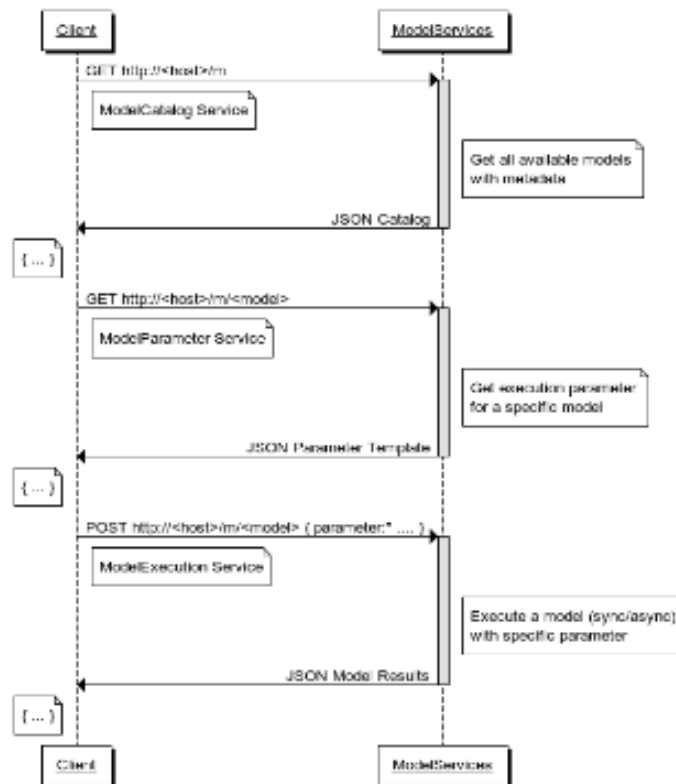 Client
ModelServices
GET http://<host>/m
ModelCatalog Service
Get all available models
with metadata
JSON Catalog
{ ... }
GET http://<host>/m/<model>
ModelParameter Service
Get execution parameter
for a specific model
JSON Parameter Template
{ ... }
POST http://<host>/m/<model> { parameter:" .... }
ModelExecution Service
Execute a model (sync/async)
with specific parameter
JSON Model Results
{ ... }
Client
ModelServices